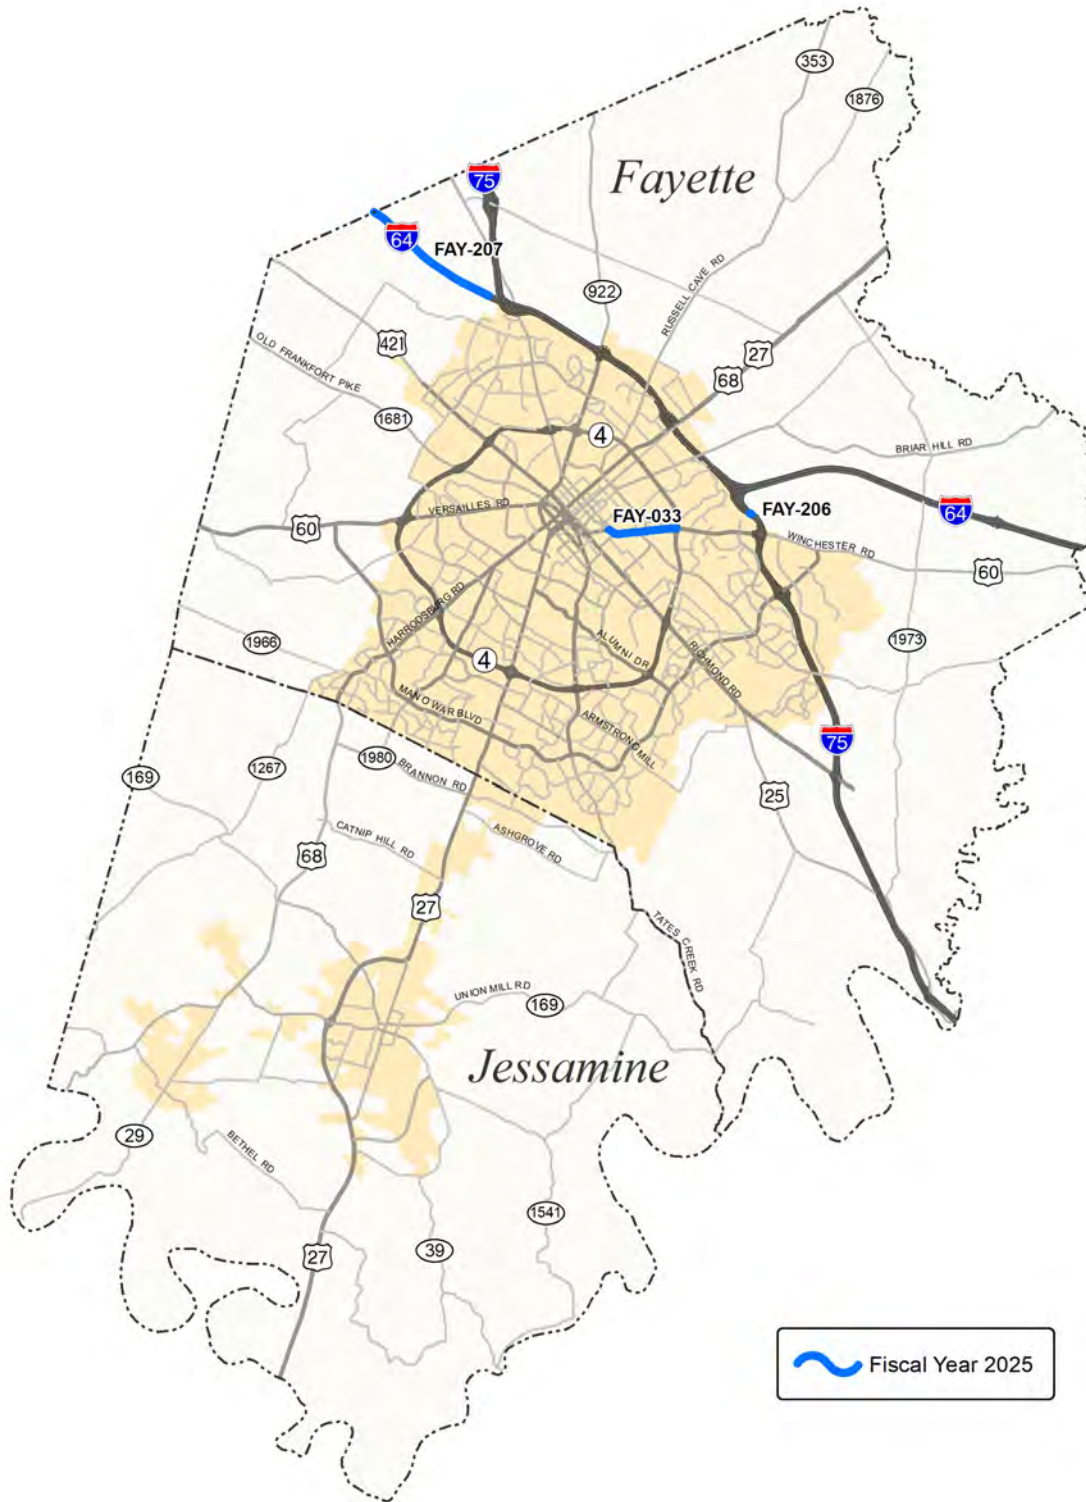 353
1876
Fayette
75
64
FAY-207
922
RUSSELL CAVE RD
421
27
68
OLD FRANKFORT PIKE
1681
4
BRIAR HILL RD
VERSAILLES RD
60
FAY-033
FAY-206
64
WINCHESTER RD
60
HARRODSBURG RD
1966
4
ALUMNI DR
RICHMOND RD
1973
MAN O WAR BLVD
ARMSTRONG MILL
75
169
1267
1980
BRANNON RD
25
CATNIP HILL RD
ASHGROVE RD
68
27
TATES CREEK RD
UNION MILL RD
169
Jessamine
29
BETHEL RD
1541
27
39
Fiscal Year 2025